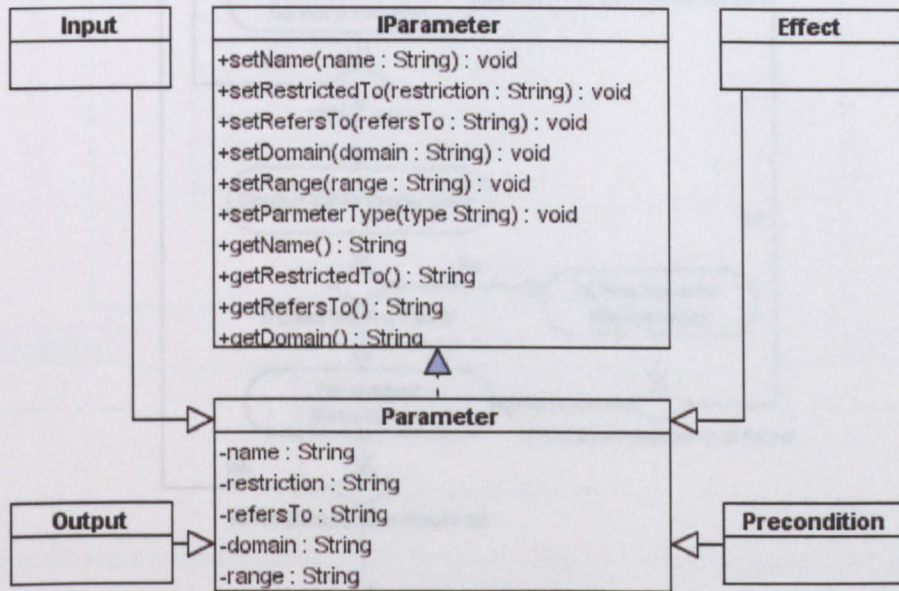 Input
IParameter
+setName(name : String) : void
+setRestrictedTo(restriction : String) : void
+setRefersTo(refersTo : String) : void
+setDomain(domain : String) : void
+setRange(range : String) : void
+setParmeterType(type String) : void
+getName() : String
+getRestrictedTo() : String
+getRefersTo() : String
+getDomain() : String
Effect
Parameter
-name : String
-restriction : String
-refersTo : String
-domain : String
-range : String
Output
Precondition